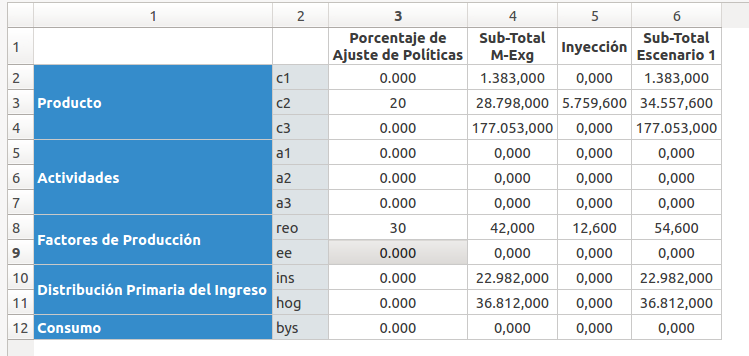 1 2 3 4 5 6
1 Porcentaje de Ajuste de Políticas Sub-Total M-Exg Inyección Sub-Total Escenario 1
2 c1 0.000 1.383,000 0,000 1.383,000
3 Producto c2 20 28.798,000 5.759,600 34.557,600
4 c3 0.000 177.053,000 0,000 177.053,000
5 a1 0.000 0,000 0,000 0,000
6 Actividades a2 0.000 0,000 0,000 0,000
7 a3 0.000 0,000 0,000 0,000
8 Factores de Producción reo 30 42,000 12,600 54,600
9 ee 0.000 0,000 0,000 0,000
10 Distribución Primaria del Ingreso ins 0.000 22.982,000 0,000 22.982,000
11 hog 0.000 36.812,000 0,000 36.812,000
12 Consumo bys 0.000 0,000 0,000 0,000